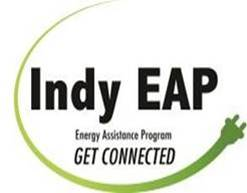 Indy EAP
Energy Assistance Program
GET CONNECTED